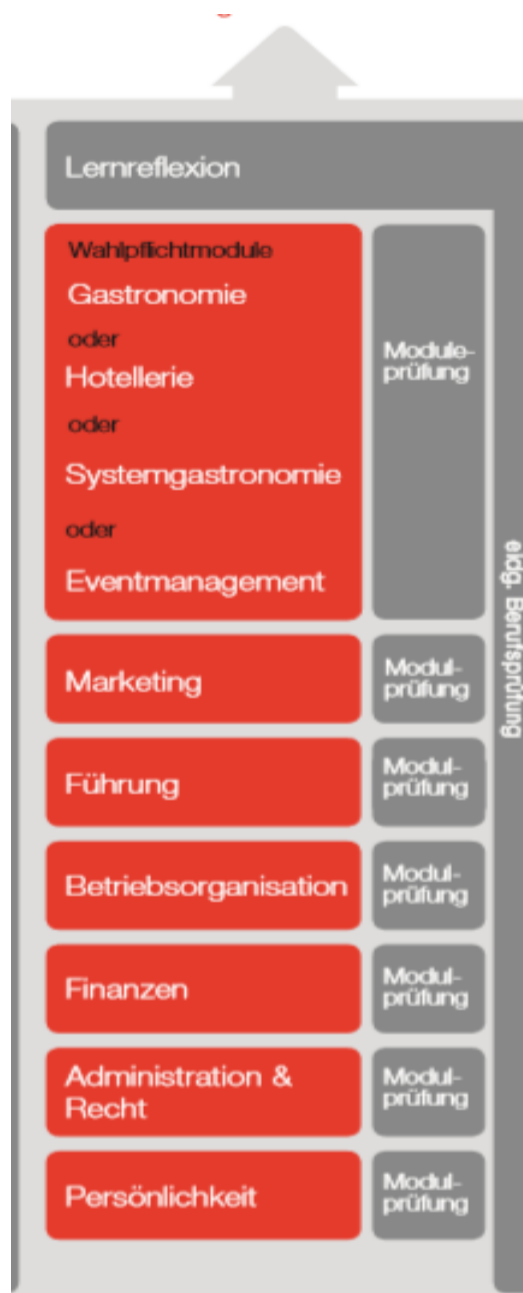 Lernreflexion
Wahlpflichtmodule
Gastronomie
oder
Hotellerie
oder
Systemgastronomie
oder
Eventmanagement
Module-
prüfung
Marketing
Modul-
prüfung
Führung
Modul-
prüfung
Betriebsorganisation
Modul-
prüfung
Finanzen
Modul-
prüfung
Administration &
Recht
Modul-
prüfung
Persönlichkeit
Modul-
prüfung
eidg. Berufsprüfung